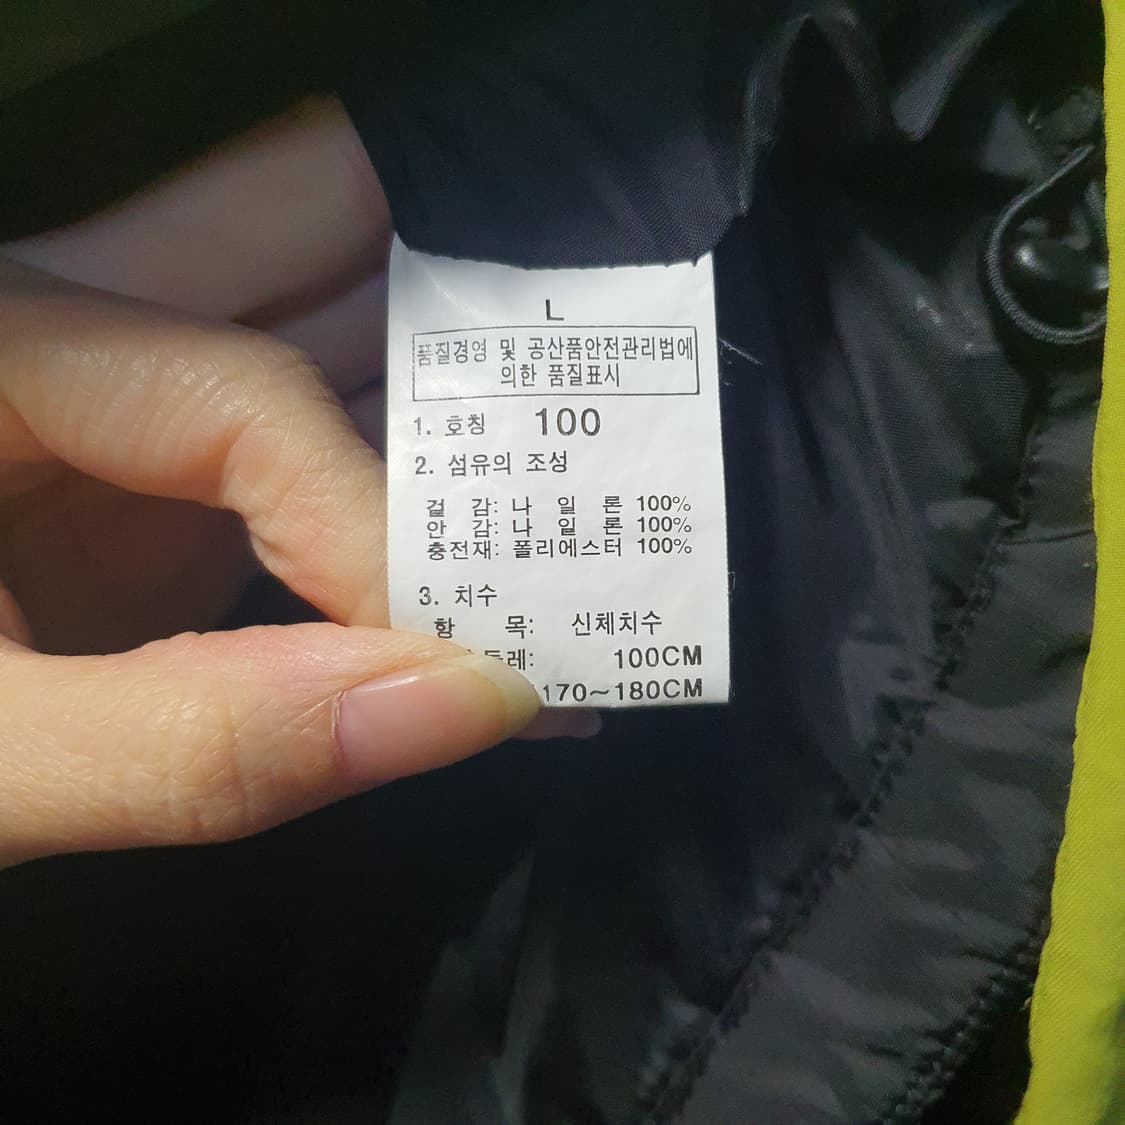 L
품질경영 및 공산품안전관리법에
의한 품질표시
1. 호칭 100
2. 섬유의 조성
겉 감: 나 일 론 100%
안 감: 나 일 론 100%
충전재: 폴리에스터 100%
3. 치수
항 목: 신체치수
100CM
170~180CM